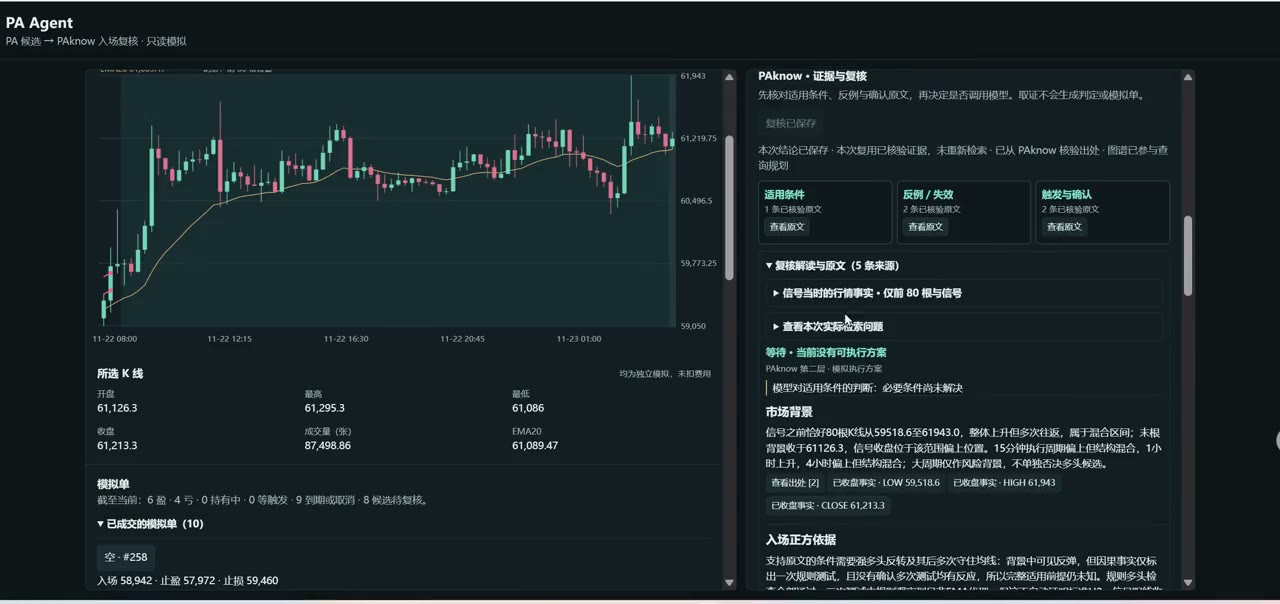 PA Agent
PA 候选 → PAknow 入场复核 · 只读模拟
61,943
61,219.75
60,496.5
59,773.25
59,050
11-22 08:00
11-22 12:15
11-22 16:30
11-22 20:45
11-23 01:00
所选 K 线
均为独立模拟，未扣费用
开盘
最高
最低
61,126.3
61,295.3
61,086
收盘
成交量（张）
EMA20
61,213.3
87,498.86
61,089.47
模拟单
截至当前：6 盈 · 4 亏 · 0 持有中 · 0 等触发 · 9 到期或取消 · 8 候选待复核。
▼ 已成交的模拟单（10）
空 · #258
入场 58,942 · 止盈 57,972 · 止损 59,460
PAknow · 证据与复核
先核对适用条件、反例与确认原文，再决定是否调用模型。取证不会生成判定或模拟单。
复核已保存
本次结论已保存 · 本次复用已核验证据，未重新检索 · 已从 PAknow 核验出处 · 图谱已参与查
询规划
适用条件
1 条已核验原文
查看原文
反例 / 失效
2 条已核验原文
查看原文
触发与确认
2 条已核验原文
查看原文
▼ 复核解读与原文（5 条来源）
▶ 信号当时的行情事实 · 仅前 80 根与信号
▶ 查看本次实际检索问题
等待 · 当前没有可执行方案
PAknow 第二层 · 模拟执行方案
模型对适用条件的判断：必要条件尚未解决
市场背景
信号之前恰好80根K线从59518.6至61943.0，整体上升但多次往返，属于混合区间；末根
背景收于61126.3，信号收盘位于该范围偏上位置。15分钟执行周期偏上但结构混合，1小
时上升，4小时偏上但结构混合；大周期仅作风险背景，不单独否决多头候选。
查看出处 [2]
已收盘事实 · LOW 59,518.6
已收盘事实 · HIGH 61,943
已收盘事实 · CLOSE 61,213.3
入场正方依据
支持原文的条件需要强多头反转及其后多次守住均线：背景中可见反弹，但因果事实仅标
出一次规则测试，且没有确认多次测试均有反应，所以完整适用前提仍未知。规则多头检